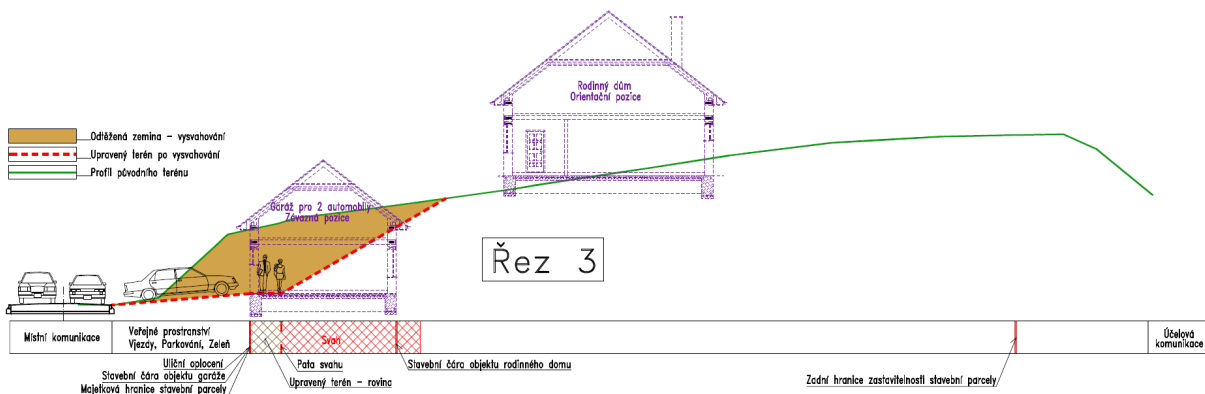 Rodinný dům
Orientační pozice
Odtěžená zemina – vysvahování
Upravený terén po vysvahování
Profil původního terénu
Garáž pro 2 automobily
Závazná pozice
Řez 3
Místní komunikace
Veřejné prostranství
Vjezdy, Parkování, Zeleň
Svah
Účelová
komunikace
Uliční oplocení
Stavební čára objektu garáže
Majetková hranice stavební parcely
Pata svahu
Upravený terén – rovina
Stavební čára objektu rodinného domu
Zadní hranice zastavitelnosti stavební parcely